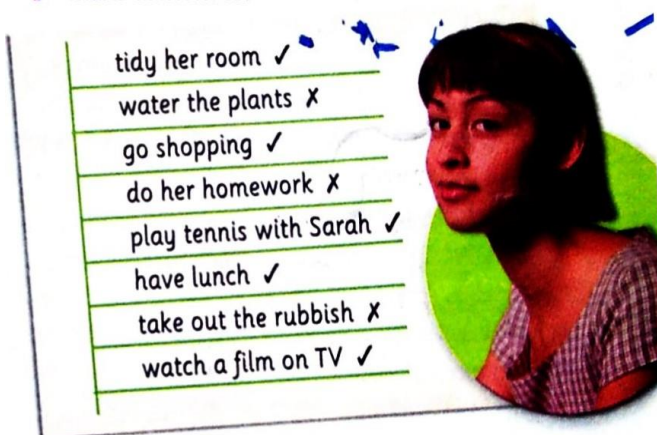 tidy her room ✓
water the plants ✗
go shopping ✓
do her homework ✗
play tennis with Sarah ✓
have lunch ✓
take out the rubbish ✗
watch a film on TV ✓